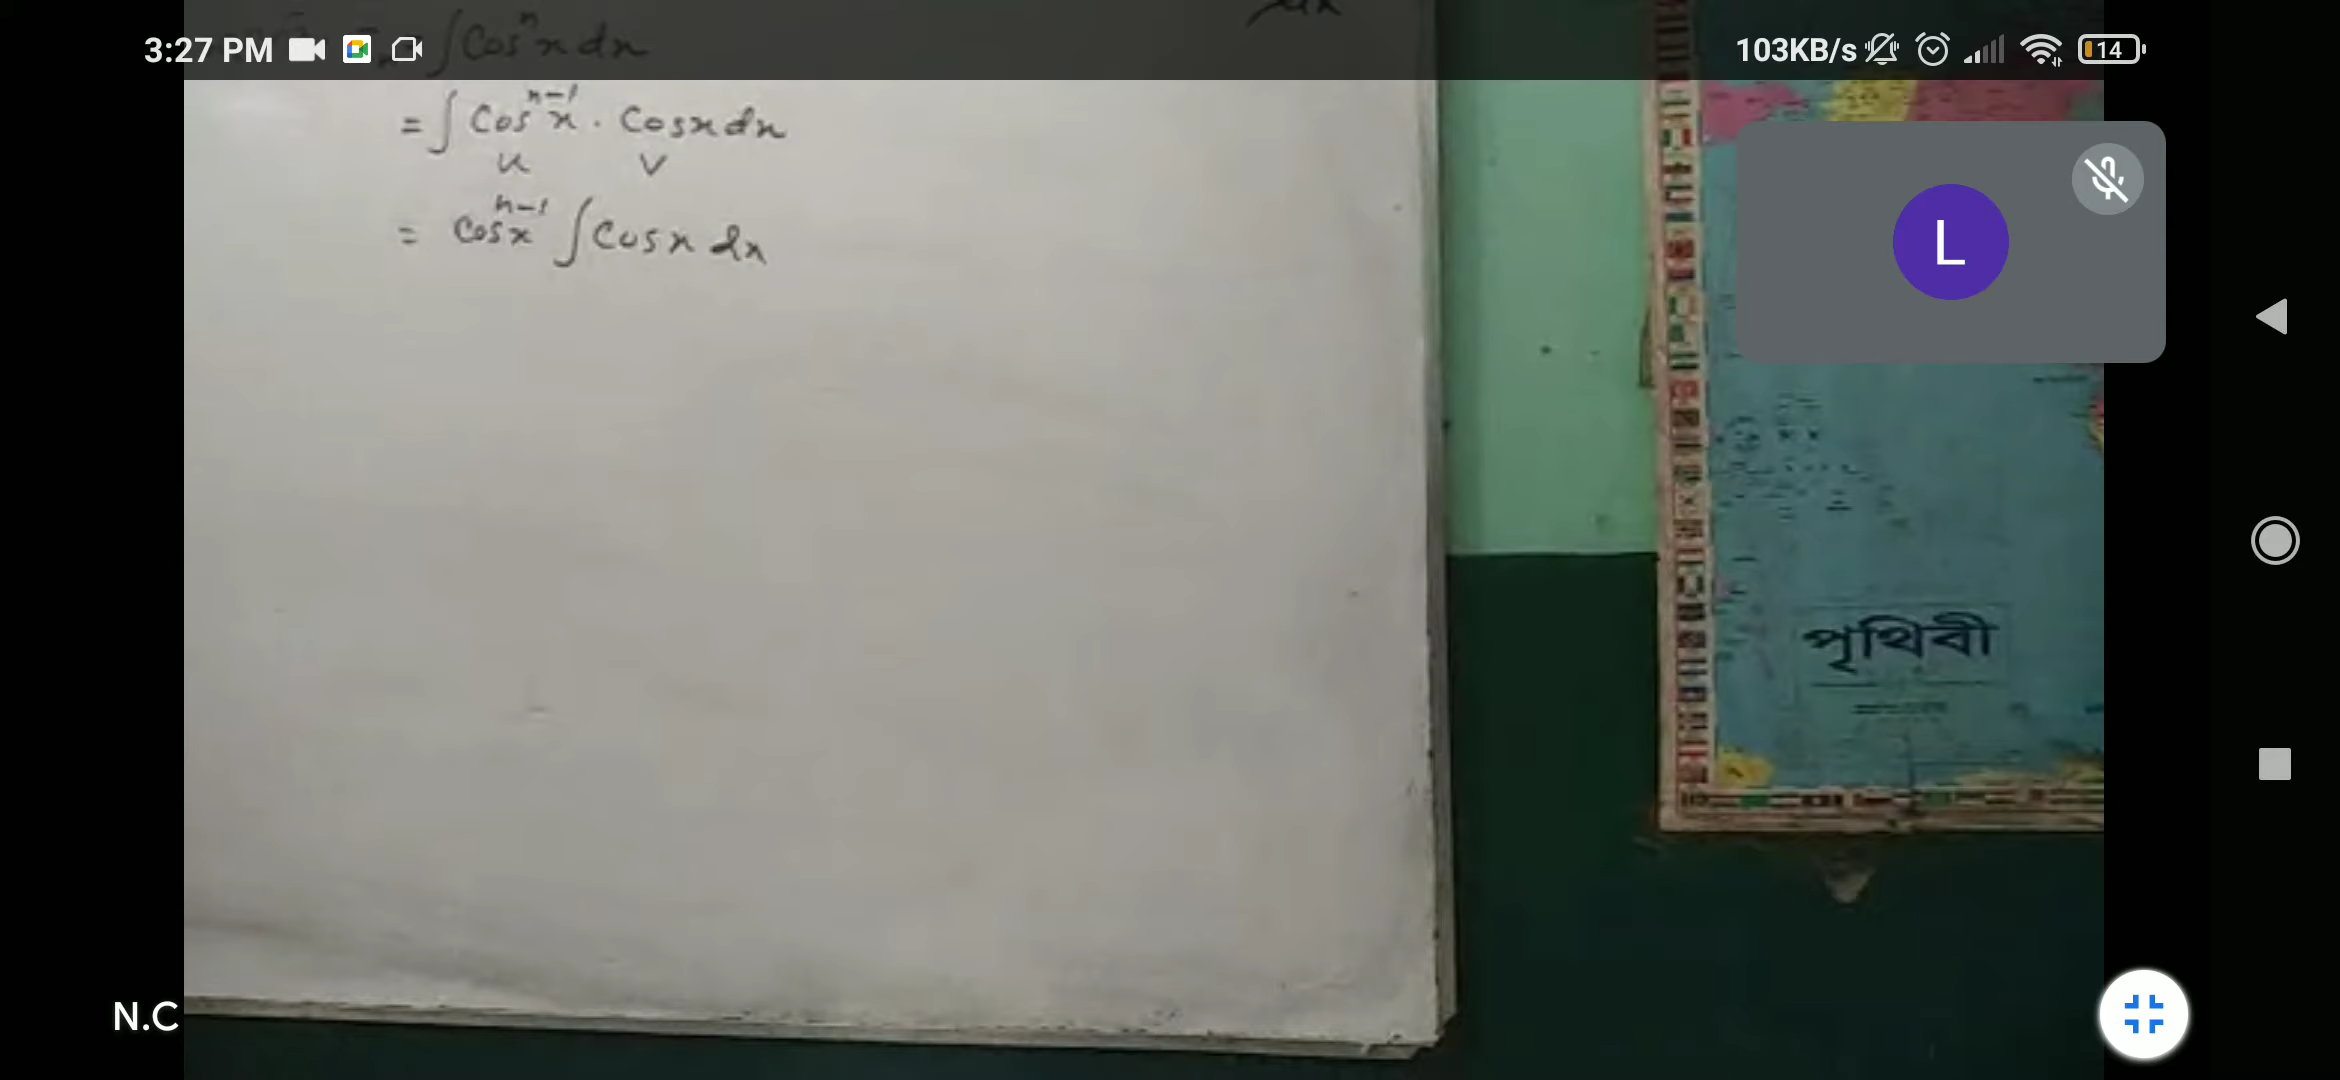 3:27 PM 103KB/s 14
∫Cosⁿx dx
= ∫ Cosⁿ⁻¹x . Cosx dx
u v
= Cosⁿ⁻¹x ∫Cosx dx
L
পৃথিবী
N.C